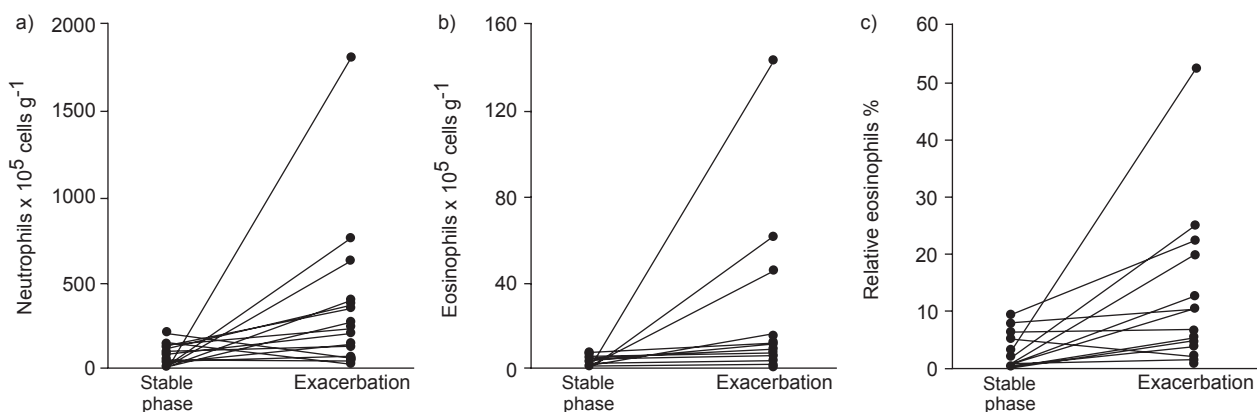 a)
Neutrophils x 10⁵ cells g⁻¹
2000
1500
1000
500
0
Stable
phase
Exacerbation
b)
Eosinophils x 10⁵ cells g⁻¹
160
120
80
40
0
Stable
phase
Exacerbation
c)
Relative eosinophils %
60
50
40
30
20
10
0
Stable
phase
Exacerbation